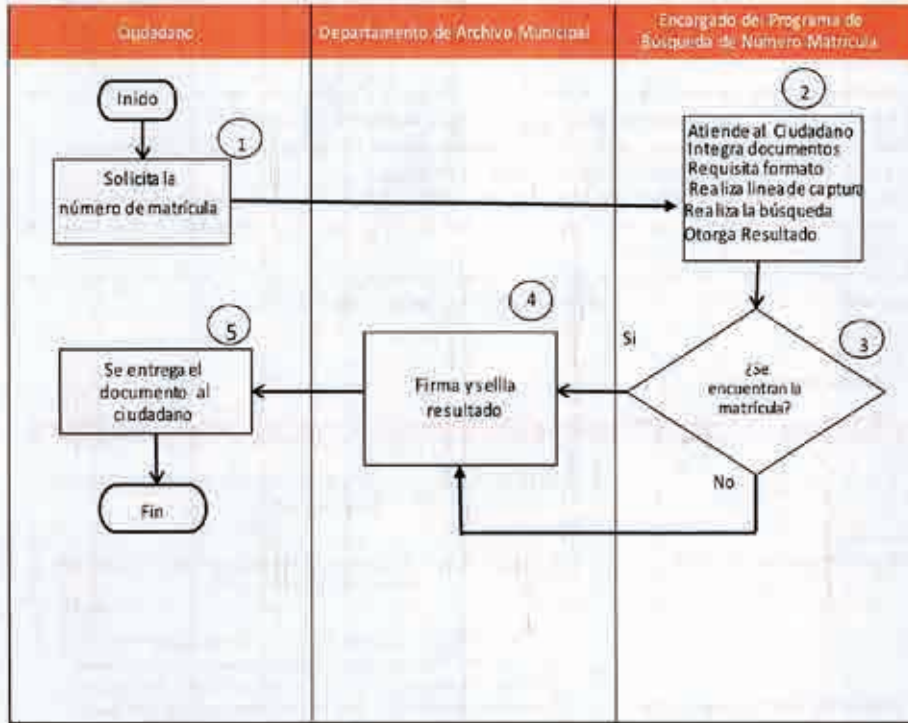 Ciudadano
Departamento de Archivo Municipal
Encargado del Programa de
Búsqueda de Número Matrícula
Inicio
1
Solicita la
número de matrícula
2
Atiende al Ciudadano
Integra documentos
Requisita formato
Realiza linea de captura
Realiza la búsqueda
Otorga Resultado
3
¿Se
encuentran la
matrícula?
Si
No
4
Firma y sella
resultado
5
Se entrega el
documento al
ciudadano
Fin